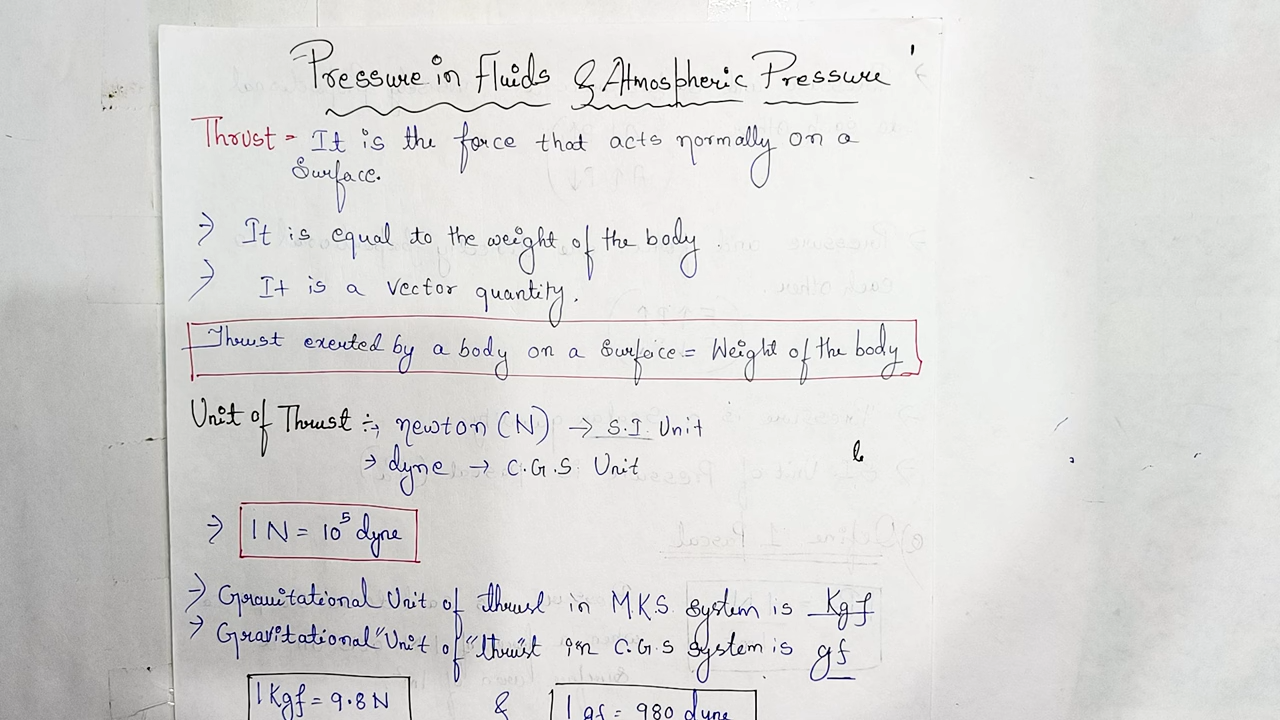 Pressure in Fluids & Atmospheric Pressure
Thrust - It is the force that acts normally on a
Surface.
→ It is equal to the weight of the body.
→ It is a vector quantity.
Thrust exerted by a body on a Surface = Weight of the body
Unit of Thrust :→ newton (N) → S.I. Unit
→ dyne → C.G.S Unit
→ 1 N = 10⁵ dyne
→ Gravitational Unit of thrust in M.K.S. System is Kgf
→ Gravitational Unit of thrust in C.G.S System is gf
1 Kgf = 9.8 N & 1 gf = 980 dyne